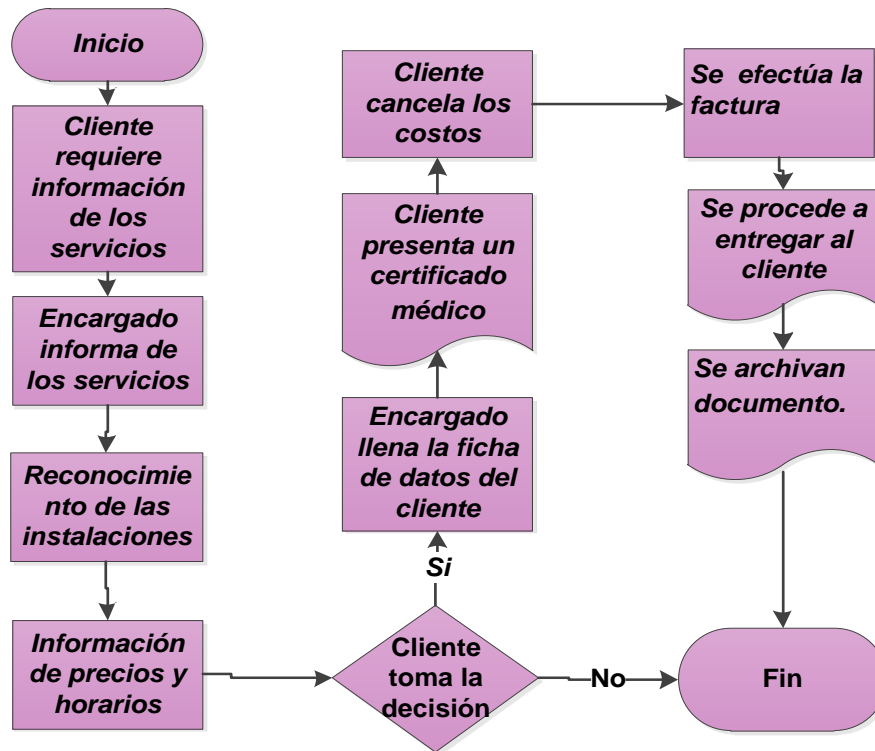 Inicio
Cliente
requiere
información
de los
servicios
Encargado
informa de
los servicios
Reconocimie
nto de las
instalaciones
Información
de precios y
horarios
Cliente
toma la
decisión
Si
Encargado
llena la ficha
de datos del
cliente
Cliente
presenta un
certificado
médico
Cliente
cancela los
costos
Se efectúa la
factura
Se procede a
entregar al
cliente
Se archivan
documento.
No
Fin